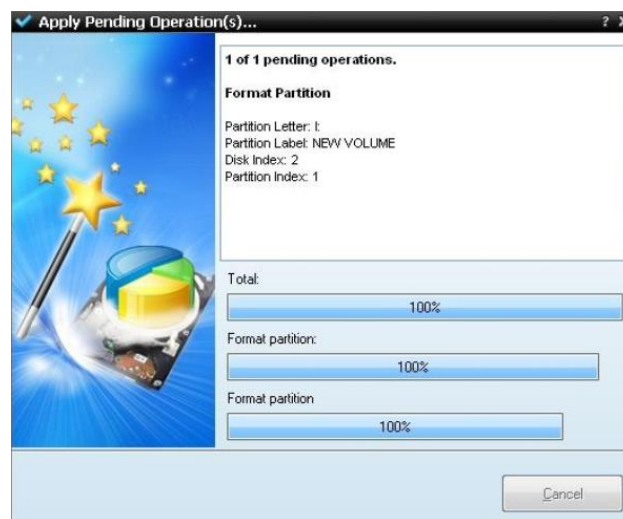 Apply Pending Operation(s)...
1 of 1 pending operations.
Format Partition
Partition Letter: I:
Partition Label: NEW VOLUME
Disk Index: 2
Partition Index: 1
Total:
100%
Format partition:
100%
Format partition
100%
Cancel